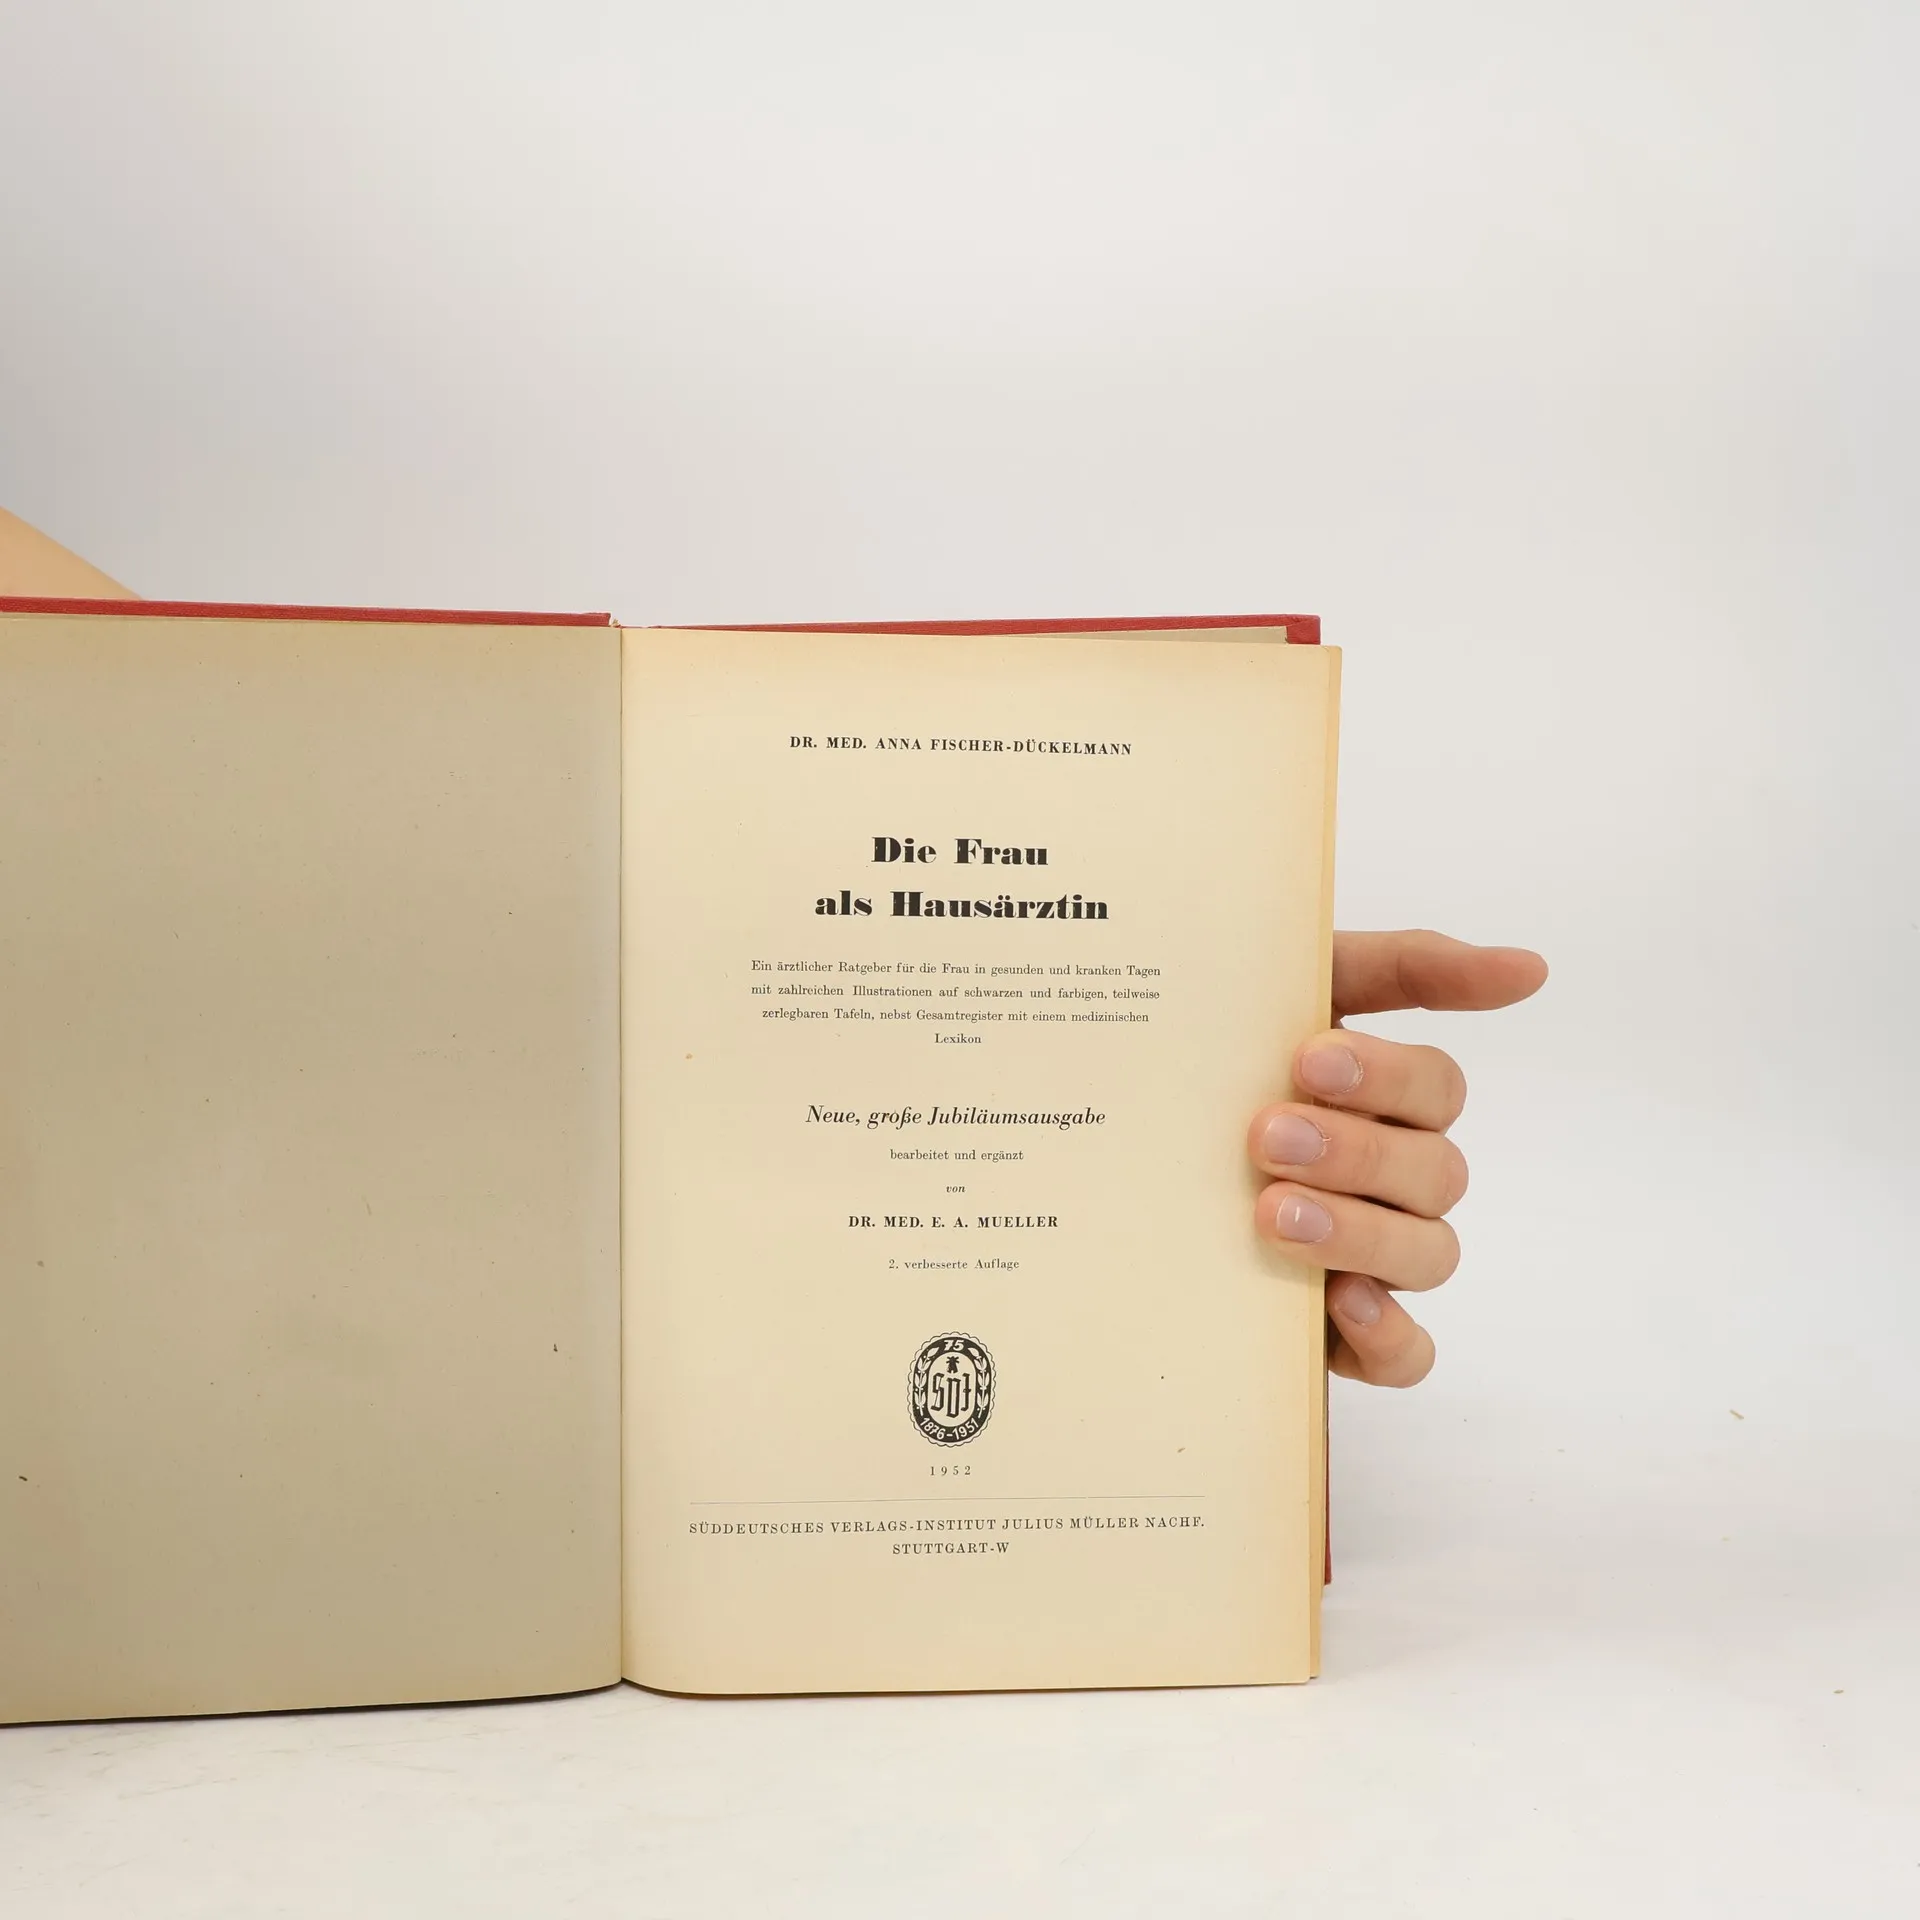 DR. MED. ANNA FISCHER-DÜCKELMANN
Die Frau
als Hausärztin
Ein ärztlicher Ratgeber für die Frau in gesunden und kranken Tagen
mit zahlreichen Illustrationen auf schwarzen und farbigen, teilweise
zerlegbaren Tafeln, nebst Gesamtregister mit einem medizinischen
Lexikon
Neue, große Jubiläumsausgabe
bearbeitet und ergänzt
von
DR. MED. E. A. MUELLER
2. verbesserte Auflage
75
SDJ
1876-1951
1952
SÜDDEUTSCHES VERLAGS-INSTITUT JULIUS MÜLLER NACHF.
STUTTGART-W